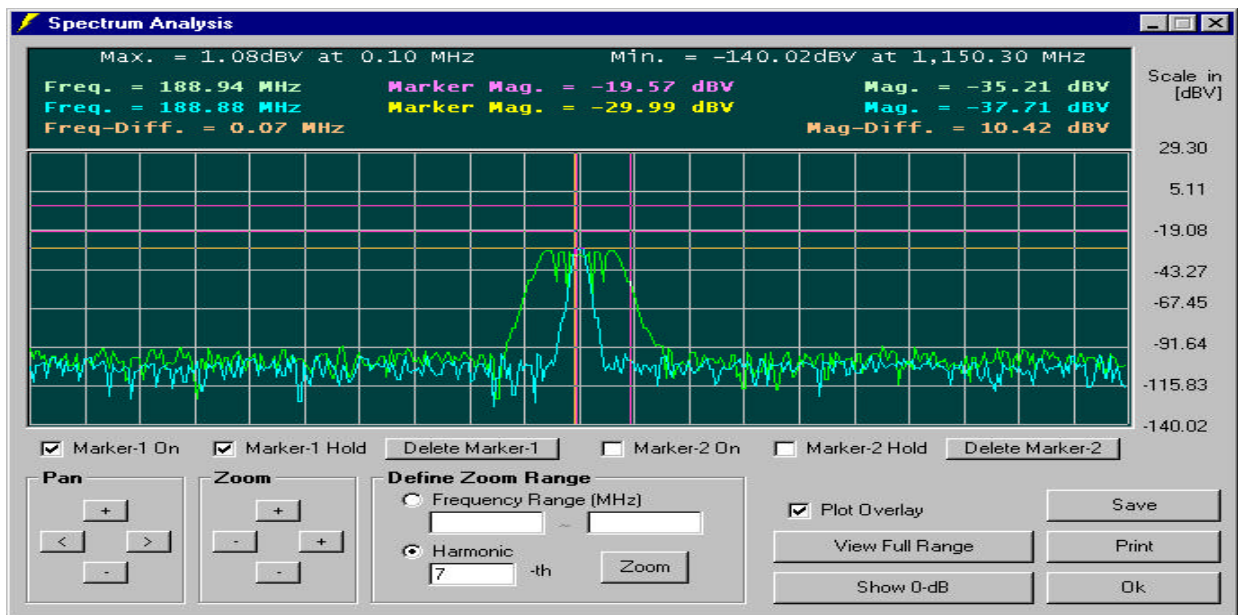 Spectrum Analysis
Max. = 1.08dBV at 0.10 MHz Min. = -140.02dBV at 1,150.30 MHz
Freq. = 188.94 MHz Marker Mag. = -19.57 dBV Mag. = -35.21 dBV
Freq. = 188.88 MHz Marker Mag. = -29.99 dBV Mag. = -37.71 dBV
Freq-Diff. = 0.07 MHz Mag-Diff. = 10.42 dBV
Scale in
[dBV]
29.30
5.11
-19.08
-43.27
-67.45
-91.64
-115.83
-140.02
Marker-1 On Marker-1 Hold Delete Marker-1 Marker-2 On Marker-2 Hold Delete Marker-2
Pan
+
< >
-
Zoom
+
- +
-
Define Zoom Range
Frequency Range (MHz)
~
Harmonic
7 -th Zoom
Plot Overlay Save
View Full Range Print
Show 0-dB Ok